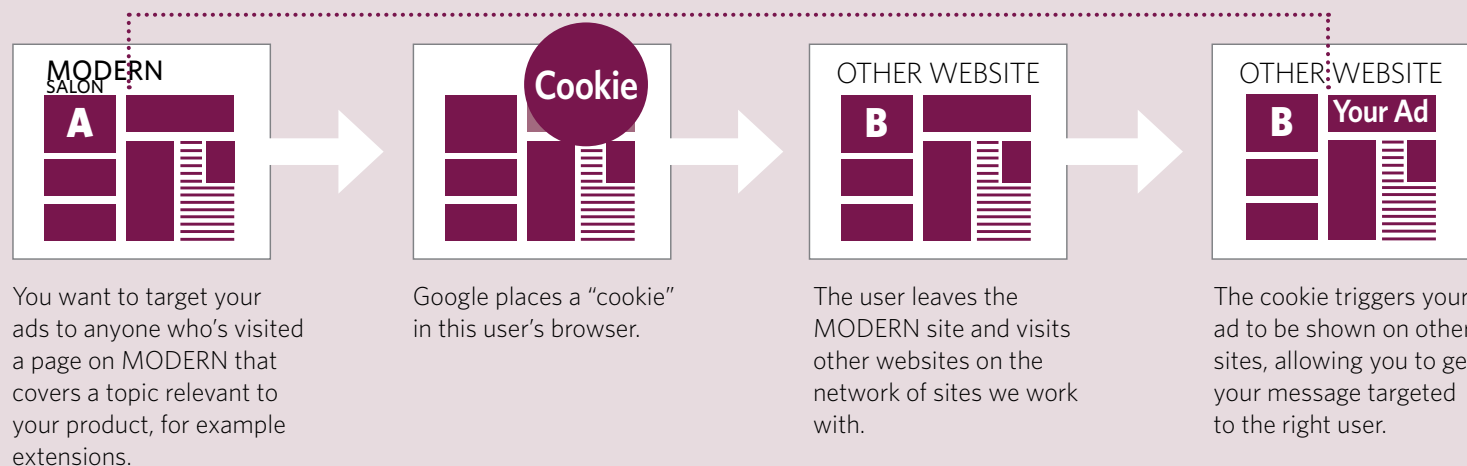 MODERN
SALON
A
You want to target your
ads to anyone who’s visited
a page on MODERN that
covers a topic relevant to
your product, for example
extensions.
Cookie
Google places a “cookie”
in this user’s browser.
OTHER WEBSITE
B
The user leaves the
MODERN site and visits
other websites on the
network of sites we work
with.
OTHER WEBSITE
B
Your Ad
The cookie triggers your
ad to be shown on other
sites, allowing you to ge
your message targeted
to the right user.